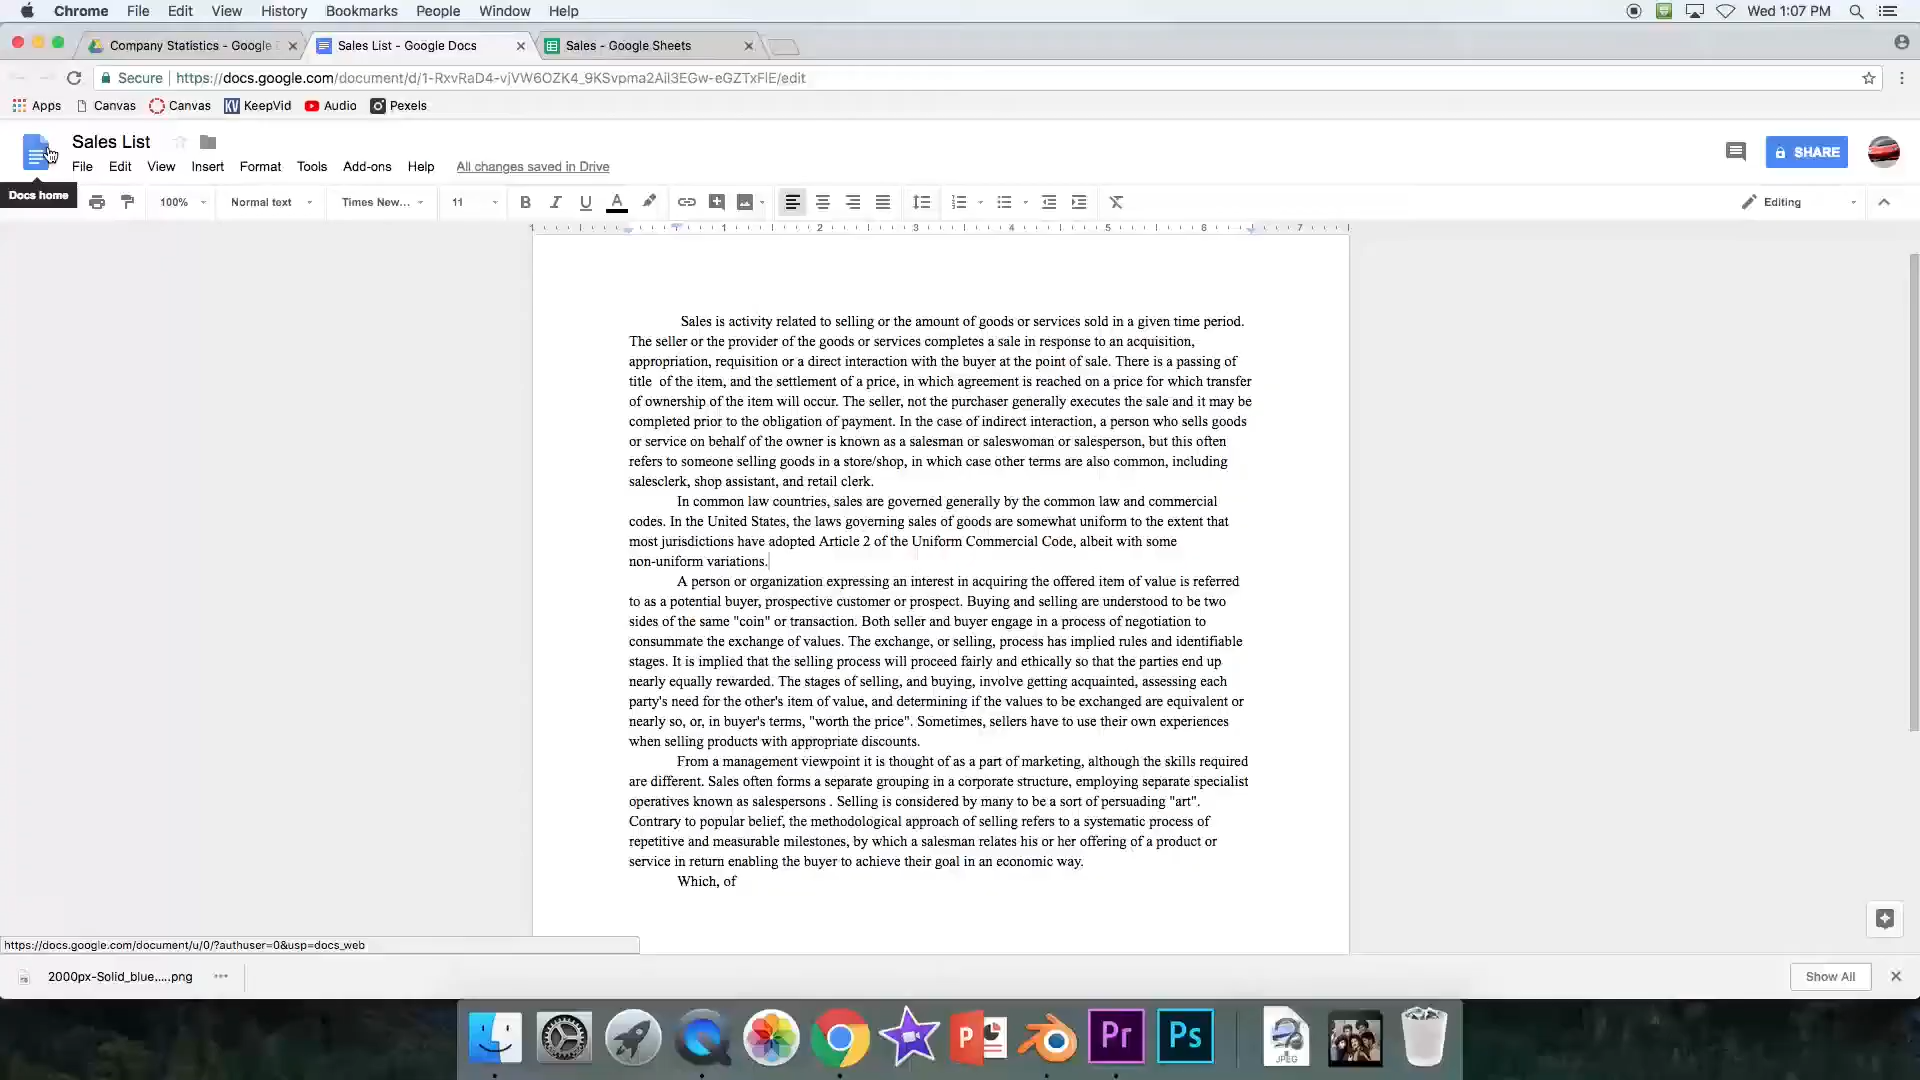 Chrome File Edit View History Bookmarks People Window Help Wed 1:07 PM
Company Statistics - Google Sales List - Google Docs Sales - Google Sheets
Secure https://docs.google.com/document/d/1-RxvRaD4-vjVW6OZK4_9KSvpma2Ail3EGw-eGZTxFlE/edit
Apps Canvas Canvas KV KeepVid Audio Pexels
Sales List
File Edit View Insert Format Tools Add-ons Help All changes saved in Drive SHARE
Docs home 100% Normal text Times New... 11 B I U A Editing
1 1 2 3 4 5 6 7
Sales is activity related to selling or the amount of goods or services sold in a given time period.
The seller or the provider of the goods or services completes a sale in response to an acquisition,
appropriation, requisition or a direct interaction with the buyer at the point of sale. There is a passing of
title of the item, and the settlement of a price, in which agreement is reached on a price for which transfer
of ownership of the item will occur. The seller, not the purchaser generally executes the sale and it may be
completed prior to the obligation of payment. In the case of indirect interaction, a person who sells goods
or service on behalf of the owner is known as a salesman or saleswoman or salesperson, but this often
refers to someone selling goods in a store/shop, in which case other terms are also common, including
salesclerk, shop assistant, and retail clerk.
In common law countries, sales are governed generally by the common law and commercial
codes. In the United States, the laws governing sales of goods are somewhat uniform to the extent that
most jurisdictions have adopted Article 2 of the Uniform Commercial Code, albeit with some
non-uniform variations.
A person or organization expressing an interest in acquiring the offered item of value is referred
to as a potential buyer, prospective customer or prospect. Buying and selling are understood to be two
sides of the same "coin" or transaction. Both seller and buyer engage in a process of negotiation to
consummate the exchange of values. The exchange, or selling, process has implied rules and identifiable
stages. It is implied that the selling process will proceed fairly and ethically so that the parties end up
nearly equally rewarded. The stages of selling, and buying, involve getting acquainted, assessing each
party's need for the other's item of value, and determining if the values to be exchanged are equivalent or
nearly so, or, in buyer's terms, "worth the price". Sometimes, sellers have to use their own experiences
when selling products with appropriate discounts.
From a management viewpoint it is thought of as a part of marketing, although the skills required
are different. Sales often forms a separate grouping in a corporate structure, employing separate specialist
operatives known as salespersons . Selling is considered by many to be a sort of persuading "art".
Contrary to popular belief, the methodological approach of selling refers to a systematic process of
repetitive and measurable milestones, by which a salesman relates his or her offering of a product or
service in return enabling the buyer to achieve their goal in an economic way.
Which, of
https://docs.google.com/document/u/0/?authuser=0&usp=docs_web
2000px-Solid_blue.....png Show All
P Pr Ps JPEG